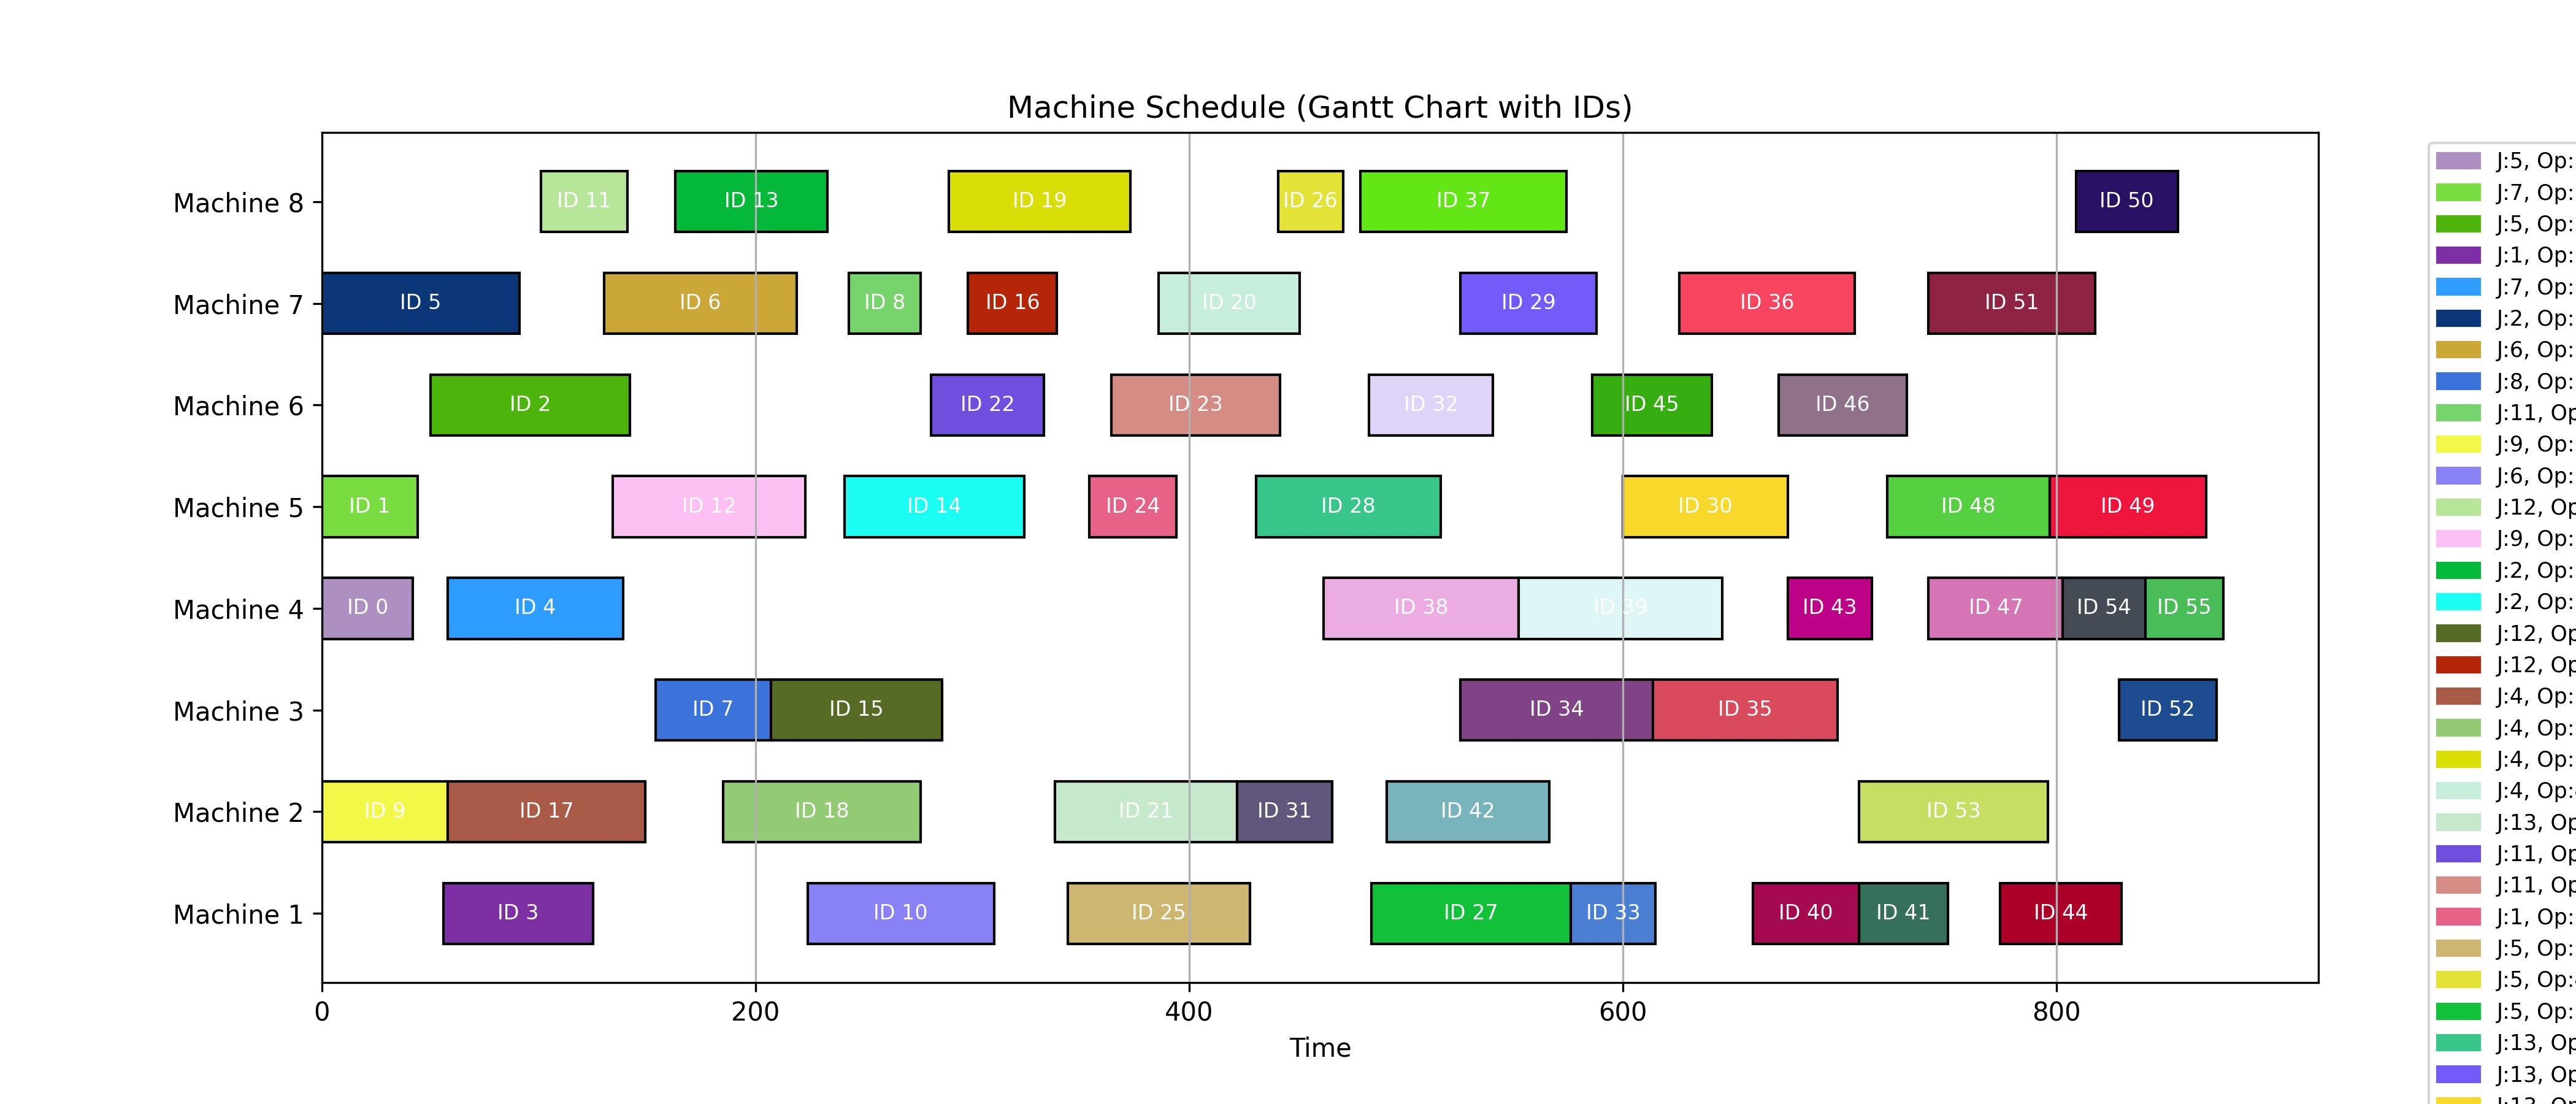 Machine Schedule (Gantt Chart with IDs)
Machine 8
ID 11
ID 13
ID 19
ID 26
ID 37
ID 50
Machine 7
ID 5
ID 6
ID 8
ID 16
ID 20
ID 29
ID 36
ID 51
Machine 6
ID 2
ID 22
ID 23
ID 32
ID 45
ID 46
Machine 5
ID 1
ID 12
ID 14
ID 24
ID 28
ID 30
ID 48
ID 49
Machine 4
ID 0
ID 4
ID 38
ID 39
ID 43
ID 47
ID 54
ID 55
Machine 3
ID 7
ID 15
ID 34
ID 35
ID 52
Machine 2
ID 9
ID 17
ID 18
ID 21
ID 31
ID 42
ID 53
Machine 1
ID 3
ID 10
ID 25
ID 27
ID 33
ID 40
ID 41
ID 44
0 200 400 600 800
Time
J:5, Op:
J:7, Op:
J:5, Op:
J:1, Op:
J:7, Op:
J:2, Op:
J:6, Op:
J:8, Op:
J:11, Op
J:9, Op:
J:6, Op:
J:12, Op
J:9, Op:
J:2, Op:
J:2, Op:
J:12, Op
J:12, Op
J:4, Op:
J:4, Op:
J:4, Op:
J:4, Op:
J:13, Op
J:11, Op
J:11, Op
J:1, Op:
J:5, Op:
J:5, Op:
J:5, Op:
J:13, Op
J:13, Op
J:13, Op